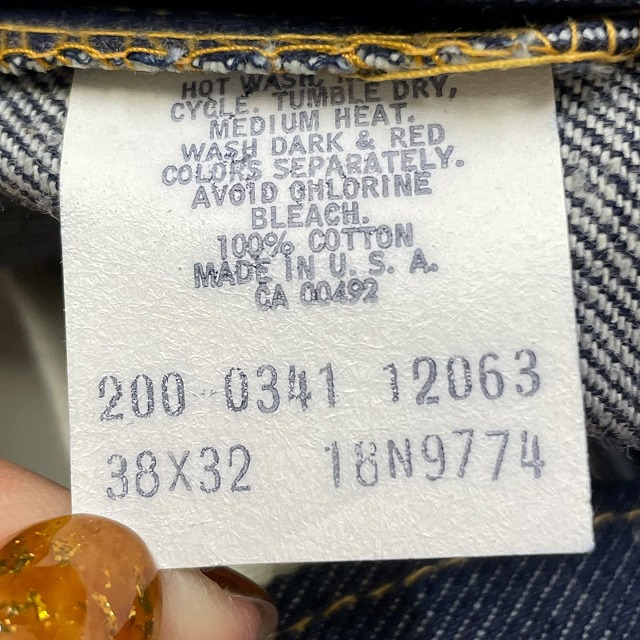 HOT WASH,
CYCLE. TUMBLE DRY,
MEDIUM HEAT.
WASH DARK & RED
COLORS SEPARATELY.
AVOID CHLORINE
BLEACH.
100% COTTON
MADE IN U. S. A.
CA 00492
200 0341 12063
38X32 18N9774